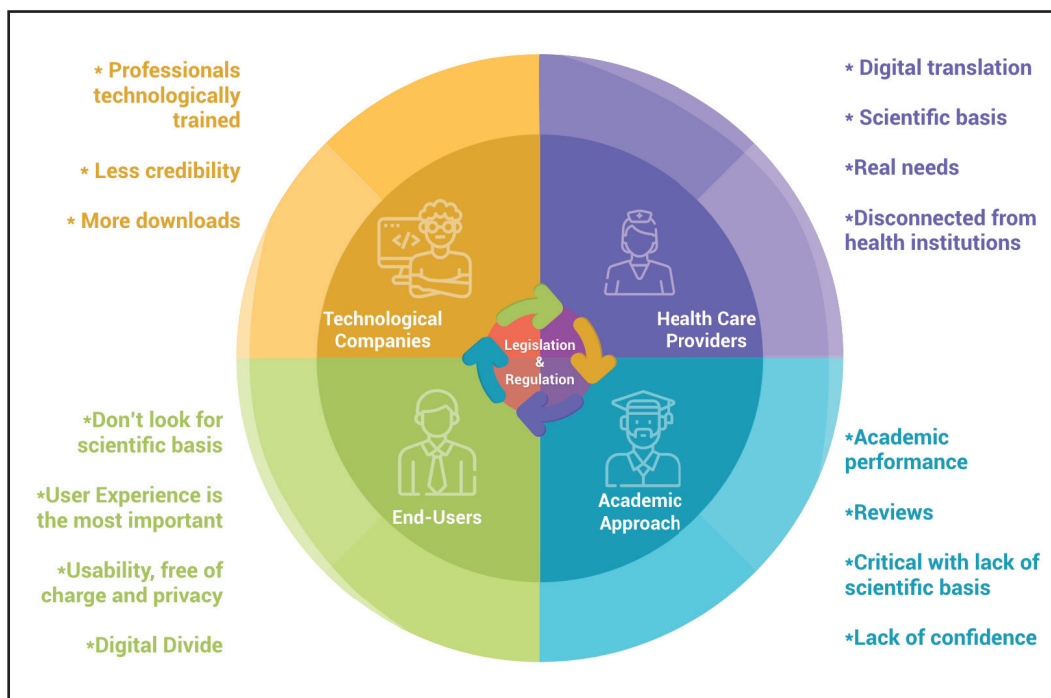 * Professionals
technologically
trained
* Less credibility
* More downloads
* Digital translation
* Scientific basis
*Real needs
*Disconnected from
health institutions
</>
Technological
Companies
Health Care
Providers
Legislation
&
Regulation
End-Users
Academic
Approach
*Don't look for
scientific basis
*User Experience is
the most important
*Usability, free of
charge and privacy
*Digital Divide
*Academic
performance
*Reviews
*Critical with lack of
scientific basis
*Lack of confidence